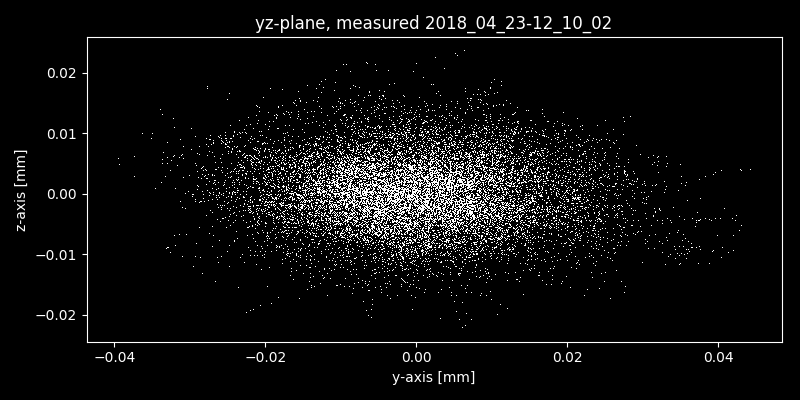 yz-plane, measured 2018_04_23-12_10_02
z-axis [mm]
0.02
0.01
0.00
−0.01
−0.02
−0.04 −0.02 0.00 0.02 0.04
y-axis [mm]